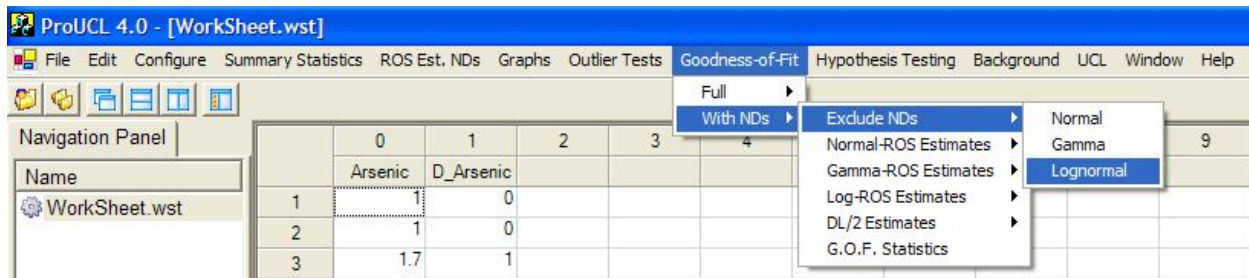 ProUCL 4.0 - [WorkSheet.wst]
File Edit Configure Summary Statistics ROS Est. NDs Graphs Outlier Tests Goodness-of-Fit Hypothesis Testing Background UCL Window Help
Full
With NDs
Exclude NDs
Normal-ROS Estimates
Gamma-ROS Estimates
Log-ROS Estimates
DL/2 Estimates
G.O.F. Statistics
Normal
Gamma
Lognormal
Navigation Panel
Name
WorkSheet.wst
0 1 2 3 4 9
Arsenic D_Arsenic
1 1 0
2 1 0
3 1.7 1